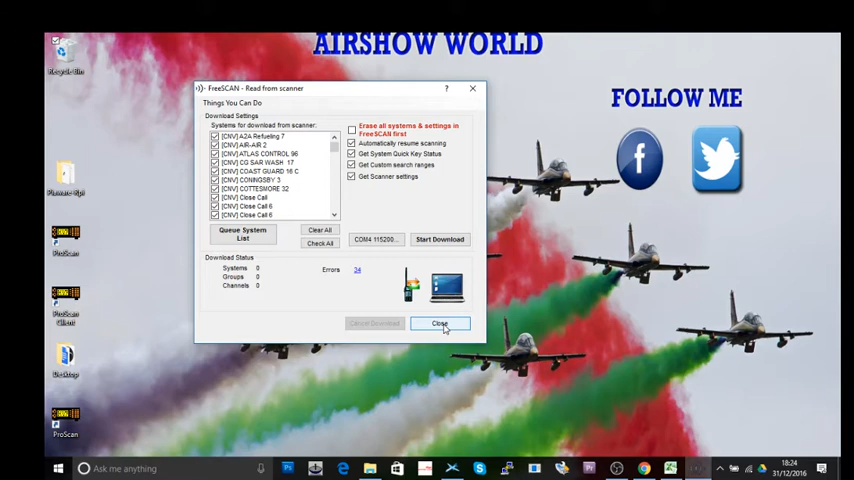 AIRSHOW WORLD
FOLLOW ME
Recycle Bin
ProScan
ProScan
Client
Desktop
ProScan
FreeSCAN - Read from scanner
Things You Can Do
Download Settings
Systems for download from scanner:
[CNV] A2A Refueling 7
[CNV] AIR-AIR 2
[CNV] ATLAS CONTROL 96
[CNV] CG SAR WASH 17
[CNV] COAST GUARD 16 C
[CNV] CONINGSBY 3
[CNV] COTTESMORE 32
[CNV] Close Call
[CNV] Close Call 6
[CNV] Close Call 6
Erase all systems & settings in
FreeSCAN first
Automatically resume scanning
Get System Quick Key Status
Get Custom search ranges
Get Scanner settings
Queue System
List
Clear All
Check All
COM4 115200...
Start Download
Download Status
Systems 0
Groups 0
Channels 0
Errors 34
Cancel Download
Close
Ask me anything
18:24
31/12/2016